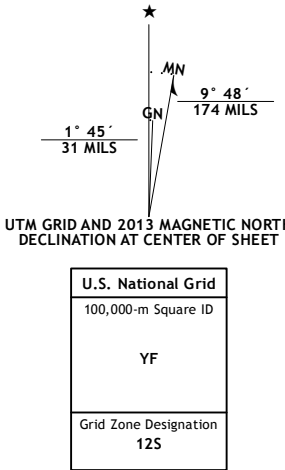 ★
MN
GN
1° 45´
31 MILS
9° 48´
174 MILS
UTM GRID AND 2013 MAGNETIC NORTH
DECLINATION AT CENTER OF SHEET
U.S. National Grid
100,000-m Square ID
YF
Grid Zone Designation
12S